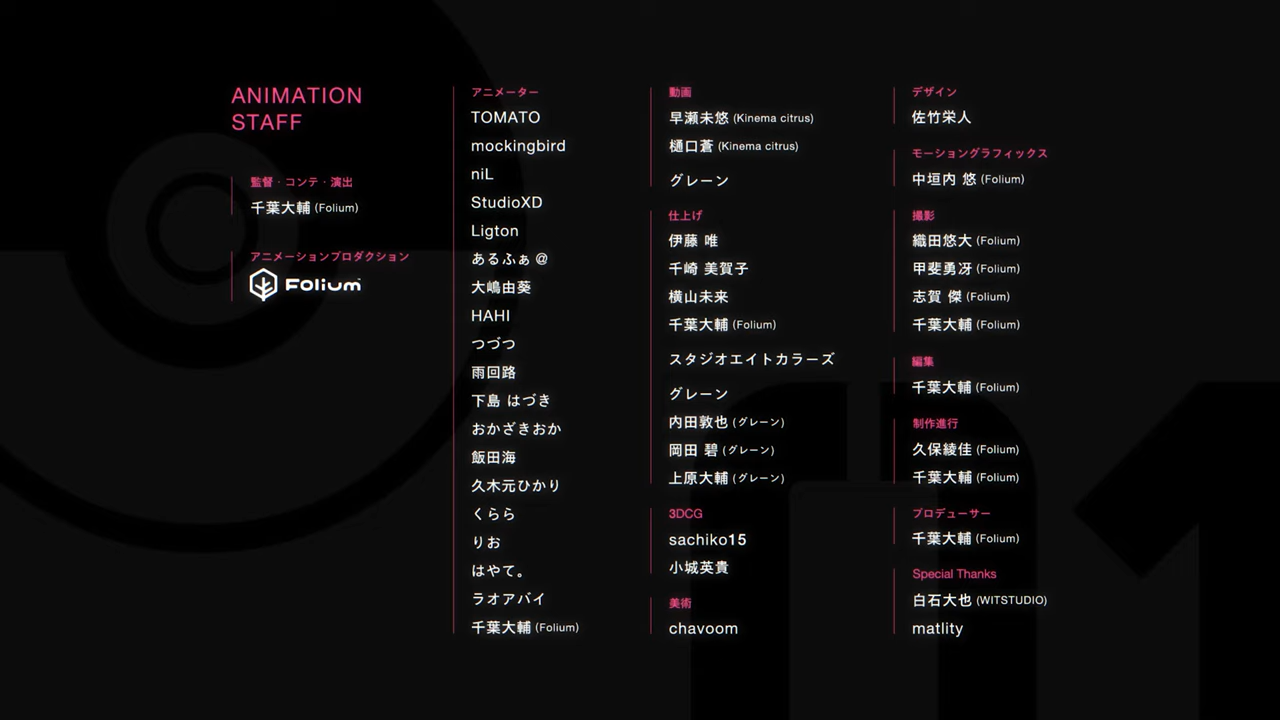 ANIMATION
STAFF
監督・コンテ・演出
千葉大輔 (Folium)
アニメーションプロダクション
Folium
アニメーター
TOMATO
mockingbird
niL
StudioXD
Ligton
あるふぁ@
大嶋由葵
HAHI
つづつ
雨回路
下島 はづき
おかざきおか
飯田海
久木元ひかり
くらら
りお
はやて。
ラオアバイ
千葉大輔 (Folium)
動画
早瀬未悠 (Kinema citrus)
樋口蒼 (Kinema citrus)
グレーン
仕上げ
伊藤 唯
千崎 美賀子
横山未来
千葉大輔 (Folium)
スタジオエイトカラーズ
グレーン
内田敦也 (グレーン)
岡田 碧 (グレーン)
上原大輔 (グレーン)
3DCG
sachiko15
小城英貴
美術
chavoom
デザイン
佐竹栄人
モーショングラフィックス
中垣内 悠 (Folium)
撮影
織田悠大 (Folium)
甲斐勇冴 (Folium)
志賀 傑 (Folium)
千葉大輔 (Folium)
編集
千葉大輔 (Folium)
制作進行
久保綾佳 (Folium)
千葉大輔 (Folium)
プロデューサー
千葉大輔 (Folium)
Special Thanks
白石大也 (WITSTUDIO)
matlity